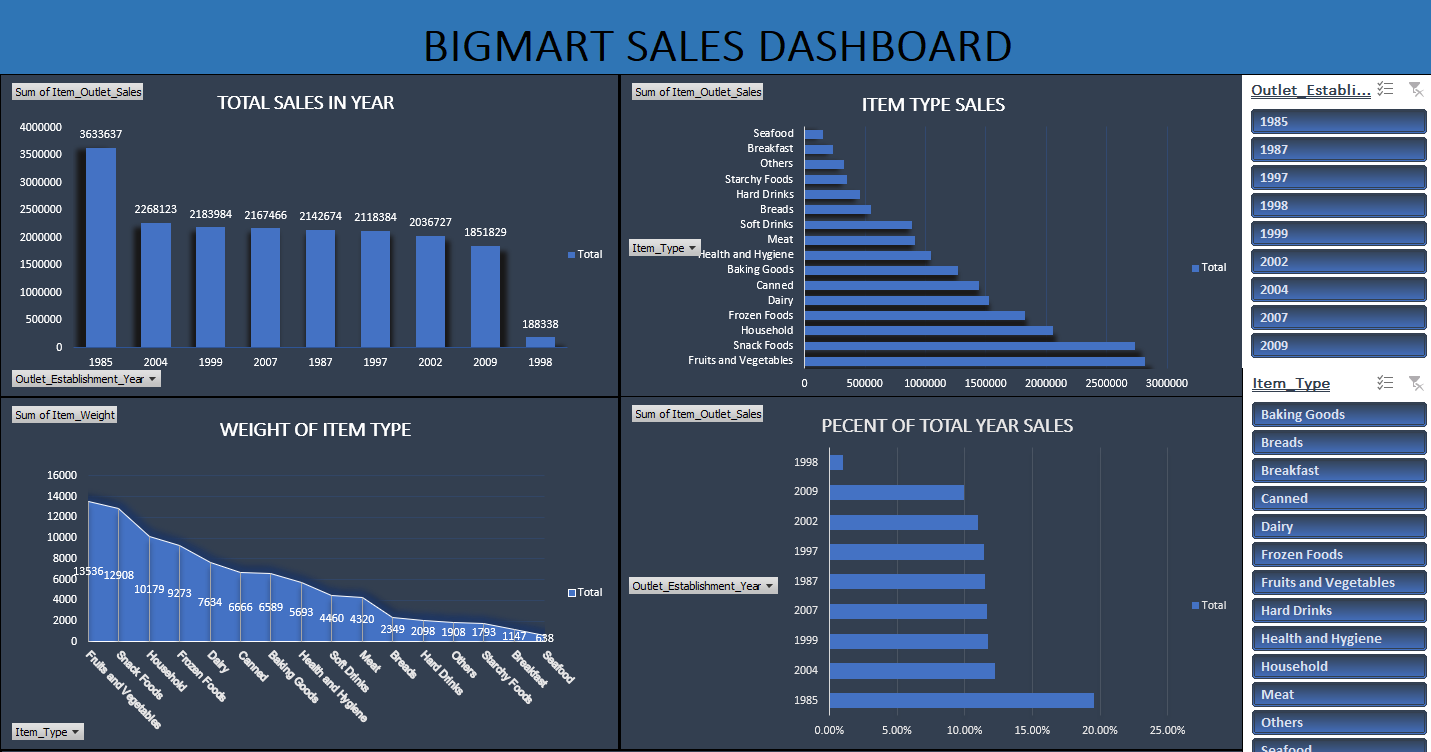 BIGMART SALES DASHBOARD
Sum of Item_Outlet_Sales
TOTAL SALES IN YEAR
4000000
3500000
3000000
2500000
2000000
1500000
1000000
500000
0
3633637
2268123
2183984
2167466
2142674
2118384
2036727
1851829
188338
1985
2004
1999
2007
1987
1997
2002
2009
1998
Total
Outlet_Establishment_Year
Sum of Item_Outlet_Sales
ITEM TYPE SALES
Seafood
Breakfast
Others
Starchy Foods
Hard Drinks
Breads
Soft Drinks
Meat
Health and Hygiene
Baking Goods
Canned
Dairy
Frozen Foods
Household
Snack Foods
Fruits and Vegetables
Item_Type
0
500000
1000000
1500000
2000000
2500000
3000000
Total
Outlet_Establi...
1985
1987
1997
1998
1999
2002
2004
2007
2009
Sum of Item_Weight
WEIGHT OF ITEM TYPE
16000
14000
12000
10000
8000
6000
4000
2000
0
13536
12908
10179
9273
7634
6666
6589
5693
4460
4320
2349
2098
1908
1793
1147
638
Fruits and Vegetables
Snack Foods
Household
Frozen Foods
Dairy
Canned
Baking Goods
Health and Hygiene
Soft Drinks
Meat
Breads
Hard Drinks
Others
Starchy Foods
Breakfast
Seafood
Total
Item_Type
Sum of Item_Outlet_Sales
PECENT OF TOTAL YEAR SALES
1998
2009
2002
1997
1987
2007
1999
2004
1985
Outlet_Establishment_Year
0.00%
5.00%
10.00%
15.00%
20.00%
25.00%
Total
Item_Type
Baking Goods
Breads
Breakfast
Canned
Dairy
Frozen Foods
Fruits and Vegetables
Hard Drinks
Health and Hygiene
Household
Meat
Others
Seafood